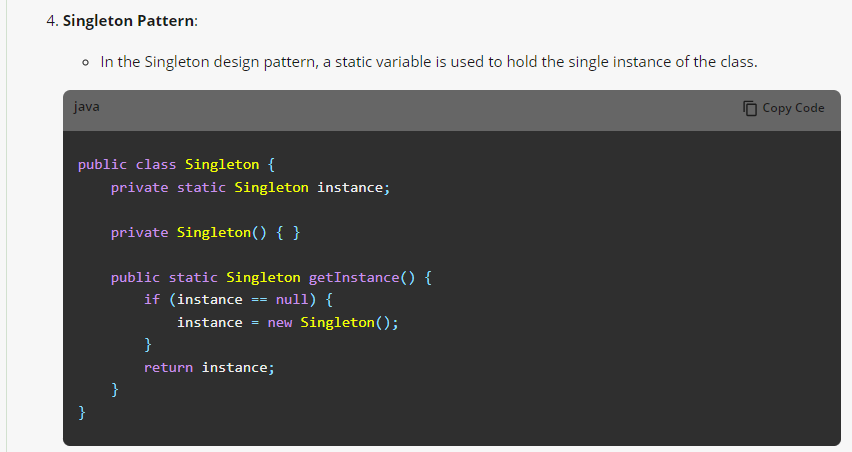 4. Singleton Pattern:
In the Singleton design pattern, a static variable is used to hold the single instance of the class.
java
Copy Code
public class Singleton {
    private static Singleton instance;
    private Singleton() { }
    public static Singleton getInstance() {
        if (instance == null) {
            instance = new Singleton();
        }
        return instance;
    }
}